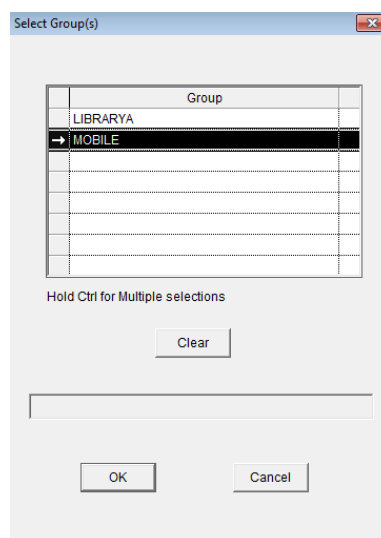 Select Group(s)
Group
LIBRARYA
MOBILE
Hold Ctrl for Multiple selections
Clear
OK
Cancel